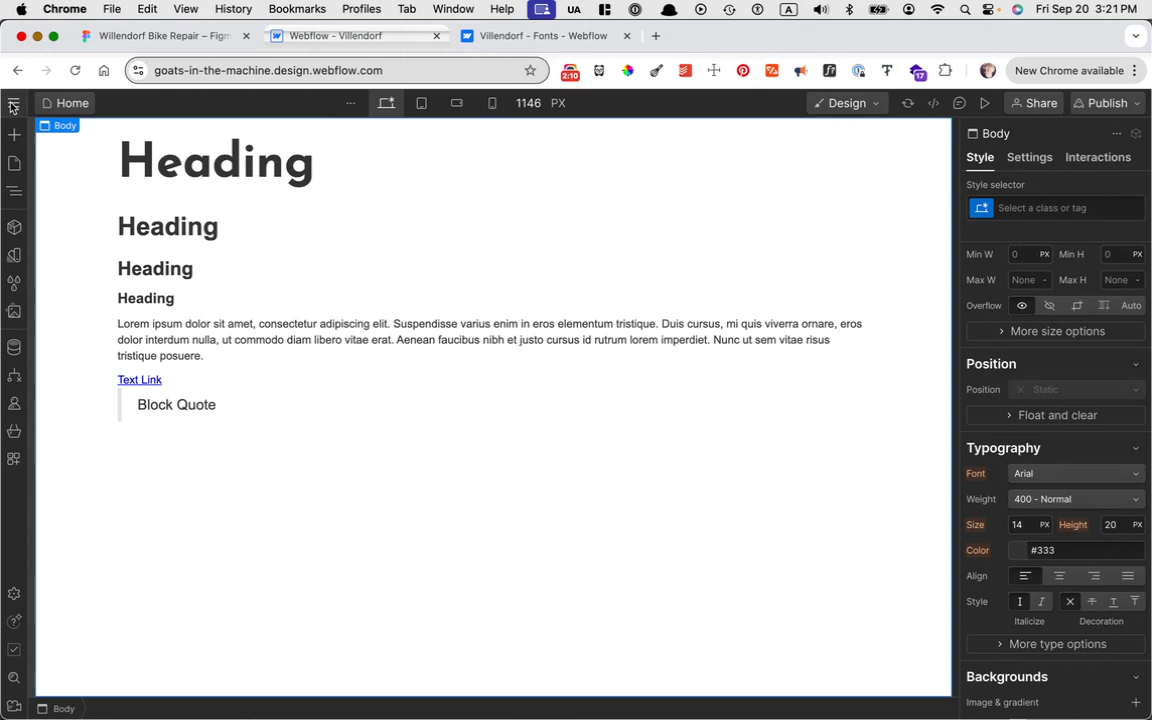 Chrome File Edit View History Bookmarks Profiles Tab Window Help UA A Fri Sep 20 3:21 PM
Willendorf Bike Repair – Figm Webflow - Villendorf Villendorf - Fonts - Webflow
goats-in-the-machine.design.webflow.com 2:10 17 New Chrome available
Home 1146 PX Design Share Publish
Body
Heading
Heading
Heading
Heading
Lorem ipsum dolor sit amet, consectetur adipiscing elit. Suspendisse varius enim in eros elementum tristique. Duis cursus, mi quis viverra ornare, eros
dolor interdum nulla, ut commodo diam libero vitae erat. Aenean faucibus nibh et justo cursus id rutrum lorem imperdiet. Nunc ut sem vitae risus
tristique posuere.
Text Link
Block Quote
Body
Body
Style Settings Interactions
Style selector
Select a class or tag
Min W 0 PX Min H 0 PX
Max W None - Max H None -
Overflow Auto
More size options
Position
Position Static
Float and clear
Typography
Font Arial
Weight 400 - Normal
Size 14 PX Height 20 PX
Color #333
Align
Style
Italicize Decoration
More type options
Backgrounds
Image & gradient